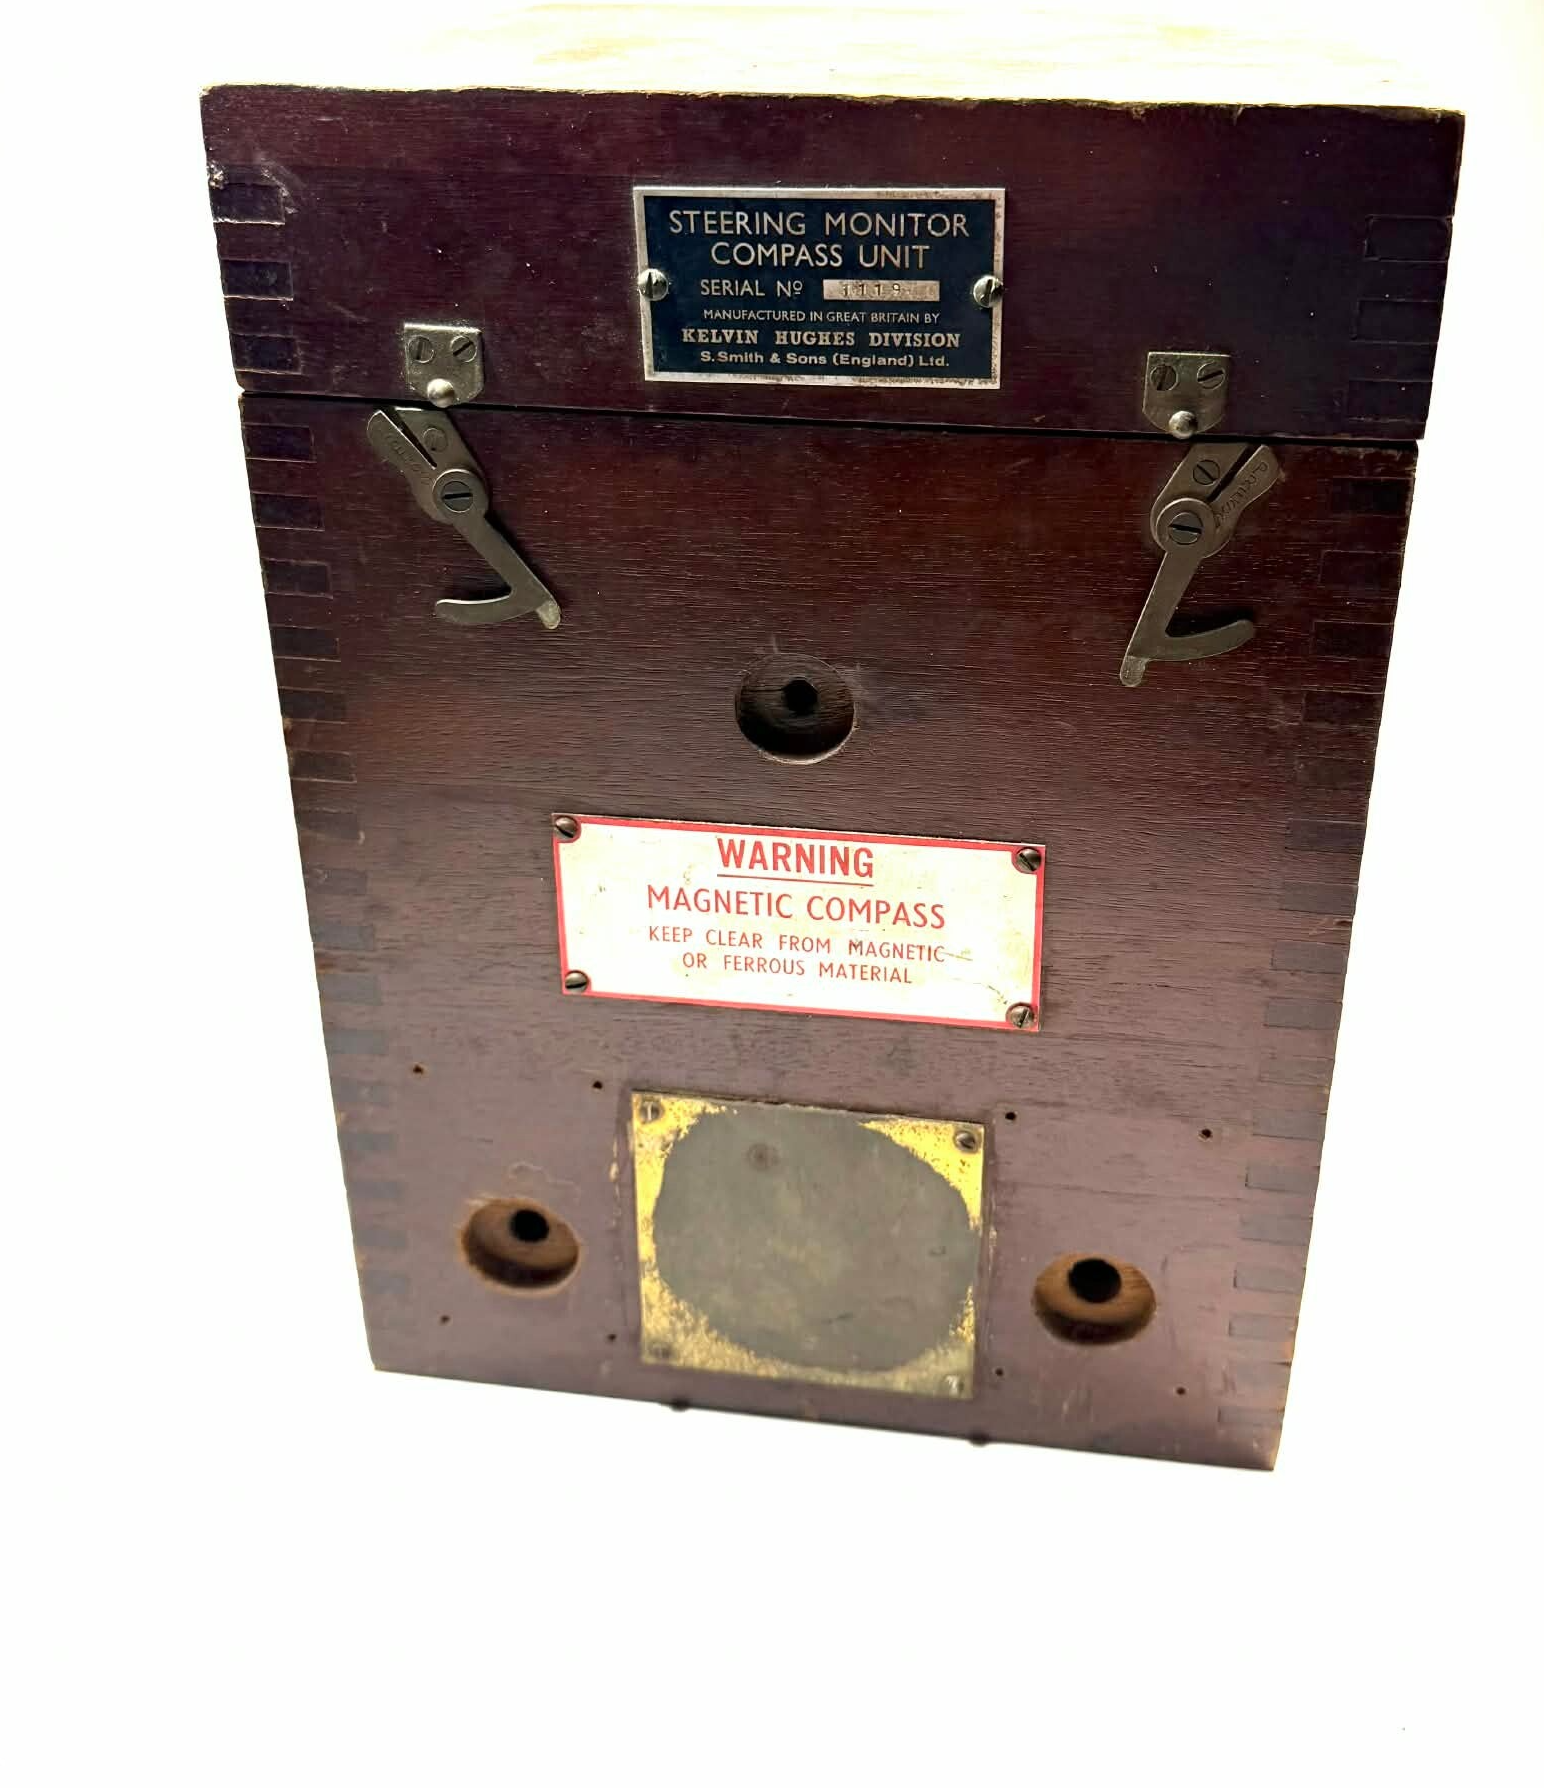 STEERING MONITOR
COMPASS UNIT
SERIAL Nº 1119
MANUFACTURED IN GREAT BRITAIN BY
KELVIN HUGHES DIVISION
S. Smith & Sons (England) Ltd.
WARNING
MAGNETIC COMPASS
KEEP CLEAR FROM MAGNETIC
OR FERROUS MATERIAL